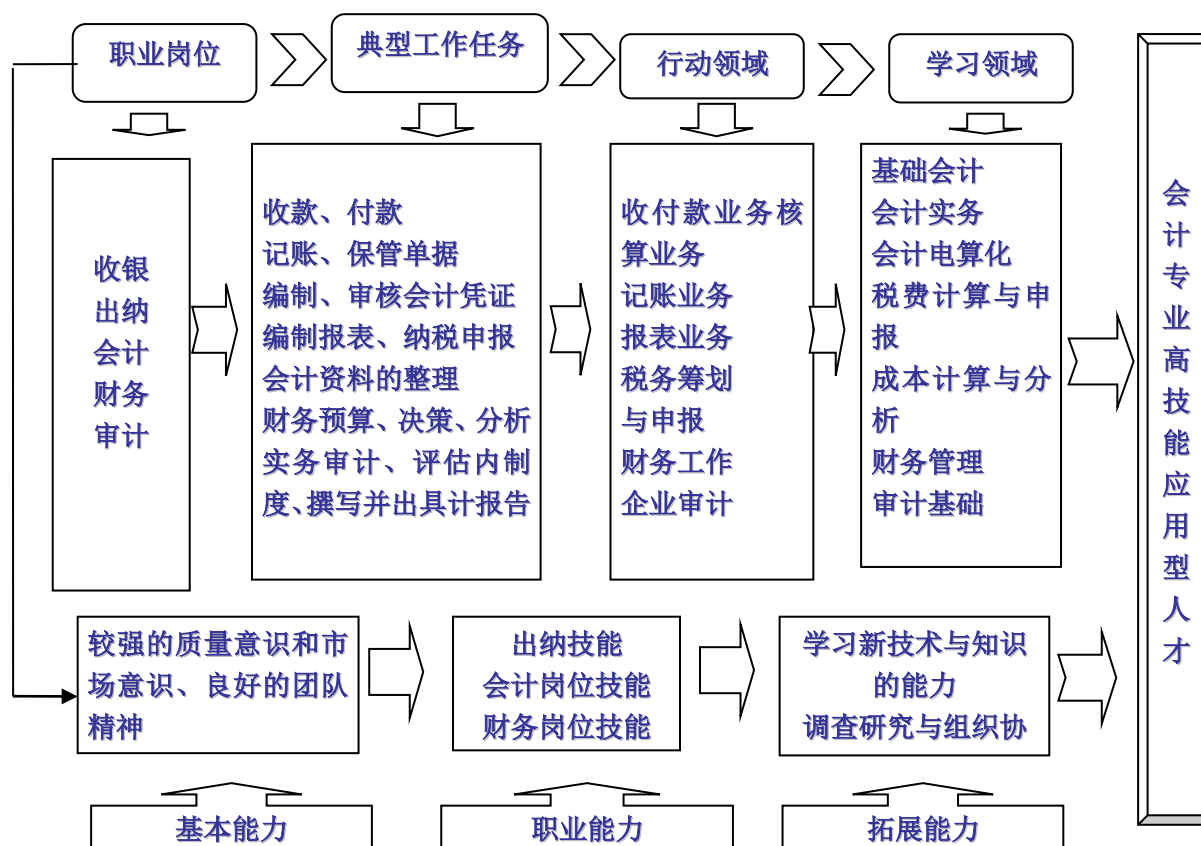 职业岗位
典型工作任务
行动领域
学习领域
收银
出纳
会计
财务
审计
收款、付款
记账、保管单据
编制、审核会计凭证
编制报表、纳税申报
会计资料的整理
财务预算、决策、分析
实务审计、评估内制
度、撰写并出具计报告
收付款业务核
算业务
记账业务
报表业务
税务筹划
与申报
财务工作
企业审计
基础会计
会计实务
会计电算化
税费计算与申
报
成本计算与分
析
财务管理
审计基础
会计专业高技能应用型人才
较强的质量意识和市
场意识、良好的团队
精神
出纳技能
会计岗位技能
财务岗位技能
学习新技术与知识
的能力
调查研究与组织协
基本能力
职业能力
拓展能力